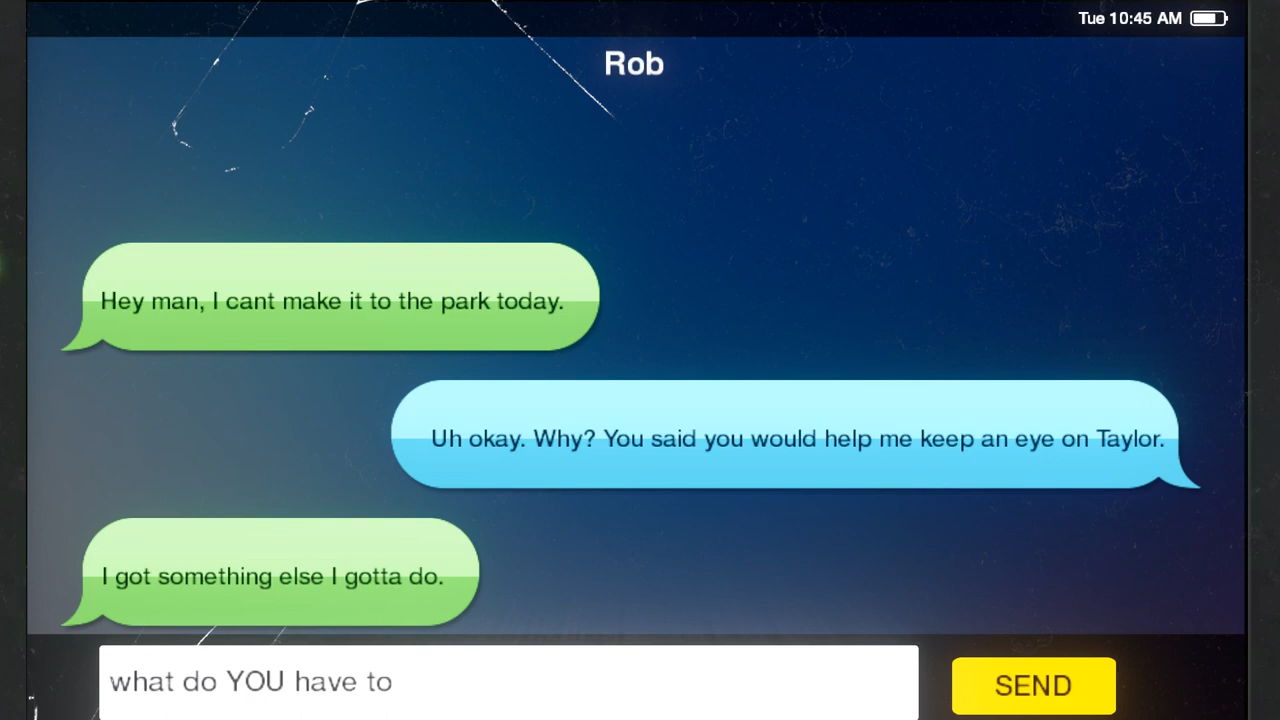 Tue 10:45 AM
Rob
Hey man, I cant make it to the park today.
Uh okay. Why? You said you would help me keep an eye on Taylor.
I got something else I gotta do.
what do YOU have to
SEND